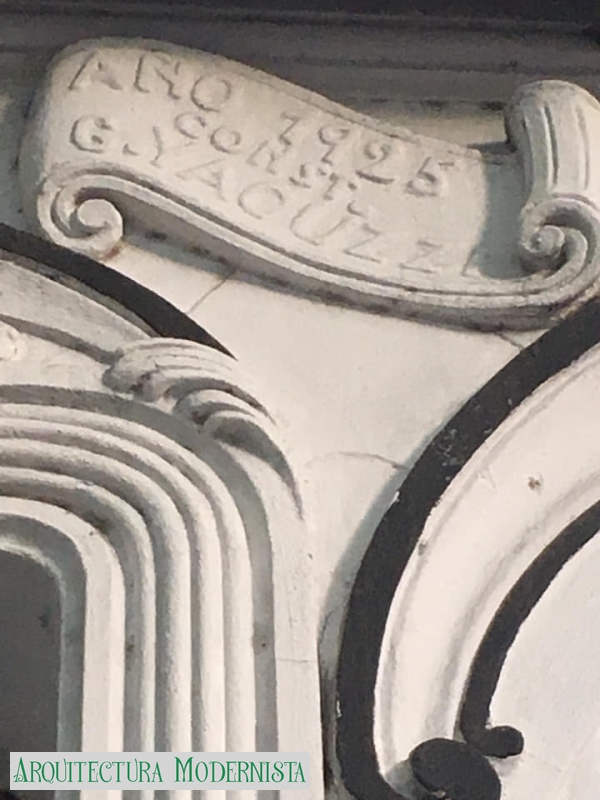 AÑO 1925
CONST.
G. YACUZZI
ARQUITECTURA MODERNISTA